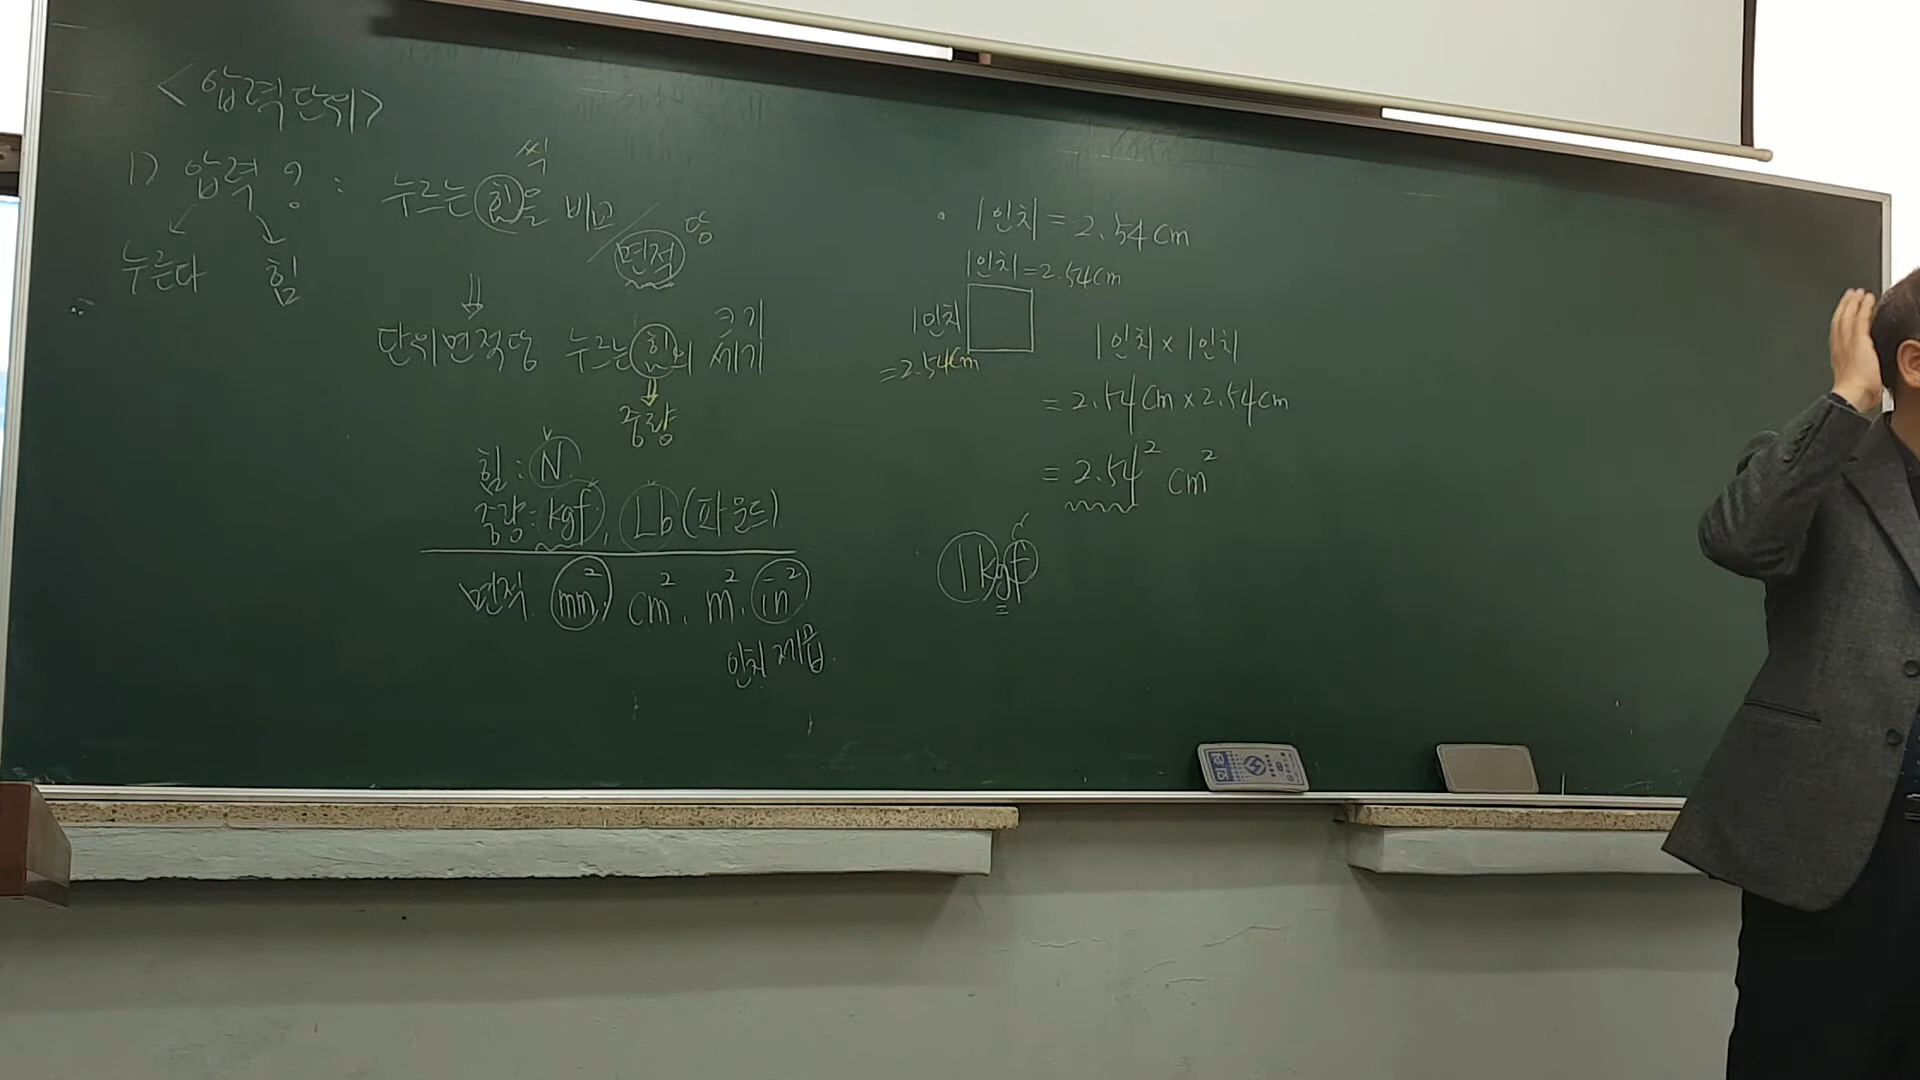 <압력단위>
1) 압력? : 누르는 힘을 비교 / 면적당
씩
누른다 힘
단위면적당 누르는 힘의 세기
크기
중량
힘 : N
중량 : kgf, Lb (파운드)
면적. mm², cm², m², in²
인치 제곱.
· 1인치 = 2.54cm
1인치 = 2.54cm
1인치
= 2.54cm
1인치 x 1인치
= 2.54cm x 2.54cm
= 2.54² cm²
1kgf